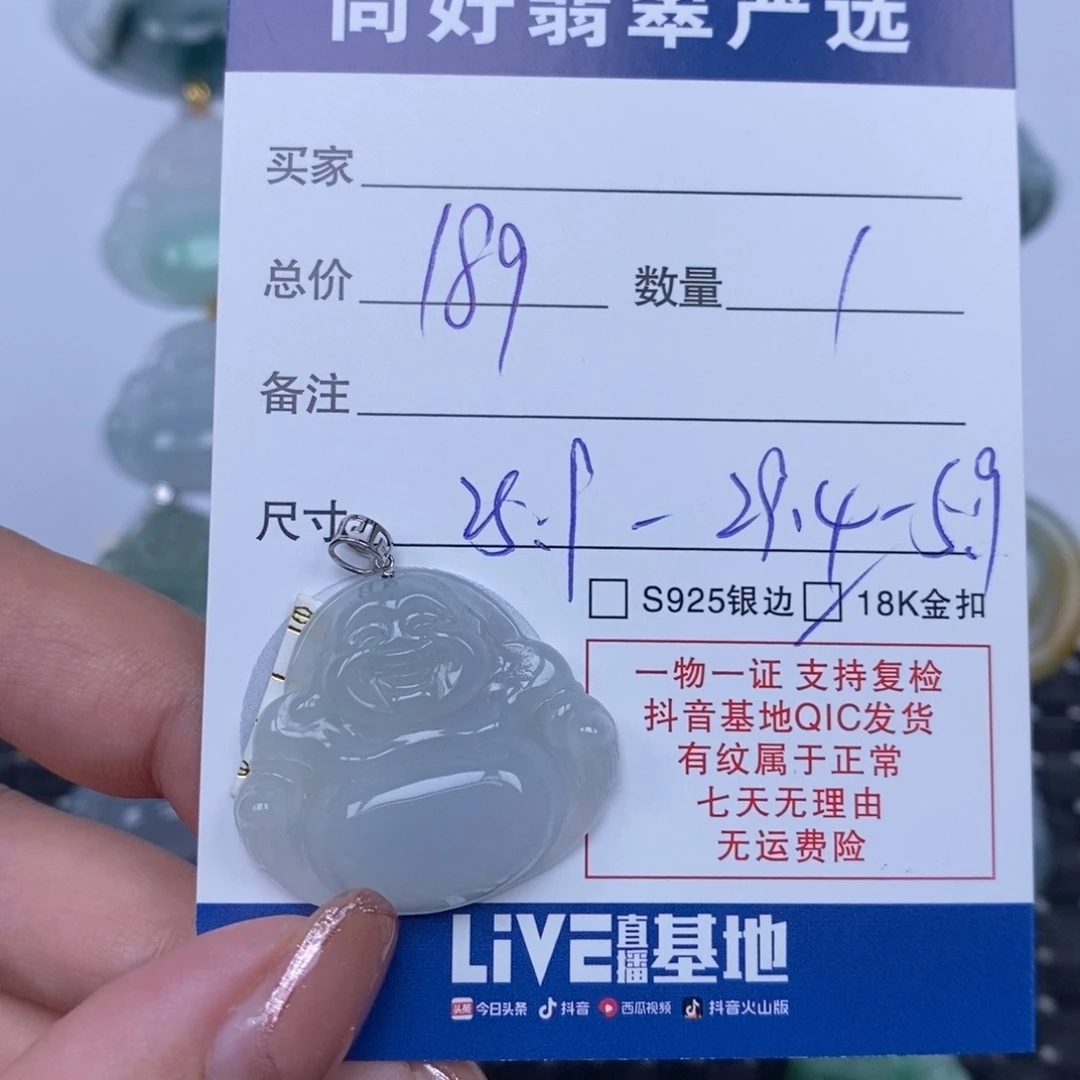 尚好翡翠严选
买家
总价 189 数量 1
备注
尺寸 25.9-29.4-5.9
S925银边 18K金扣
一物一证 支持复检
抖音基地QIC发货
有纹属于正常
七天无理由
无运费险
LiVE直播基地
头条 今日头条 抖音 西瓜视频 抖音火山版